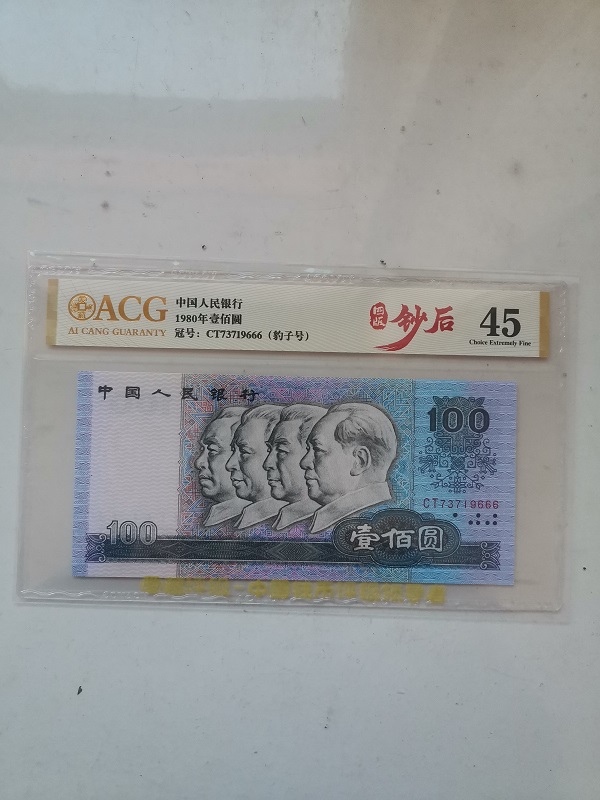 ACG
AI CANG GUARANTY
中国人民银行
1980年壹佰圆
冠号：CT73719666（豹子号）
四版
钞后
45
Choice Extremely Fine
中国人民银行
100
CT73719666
100
壹佰圆